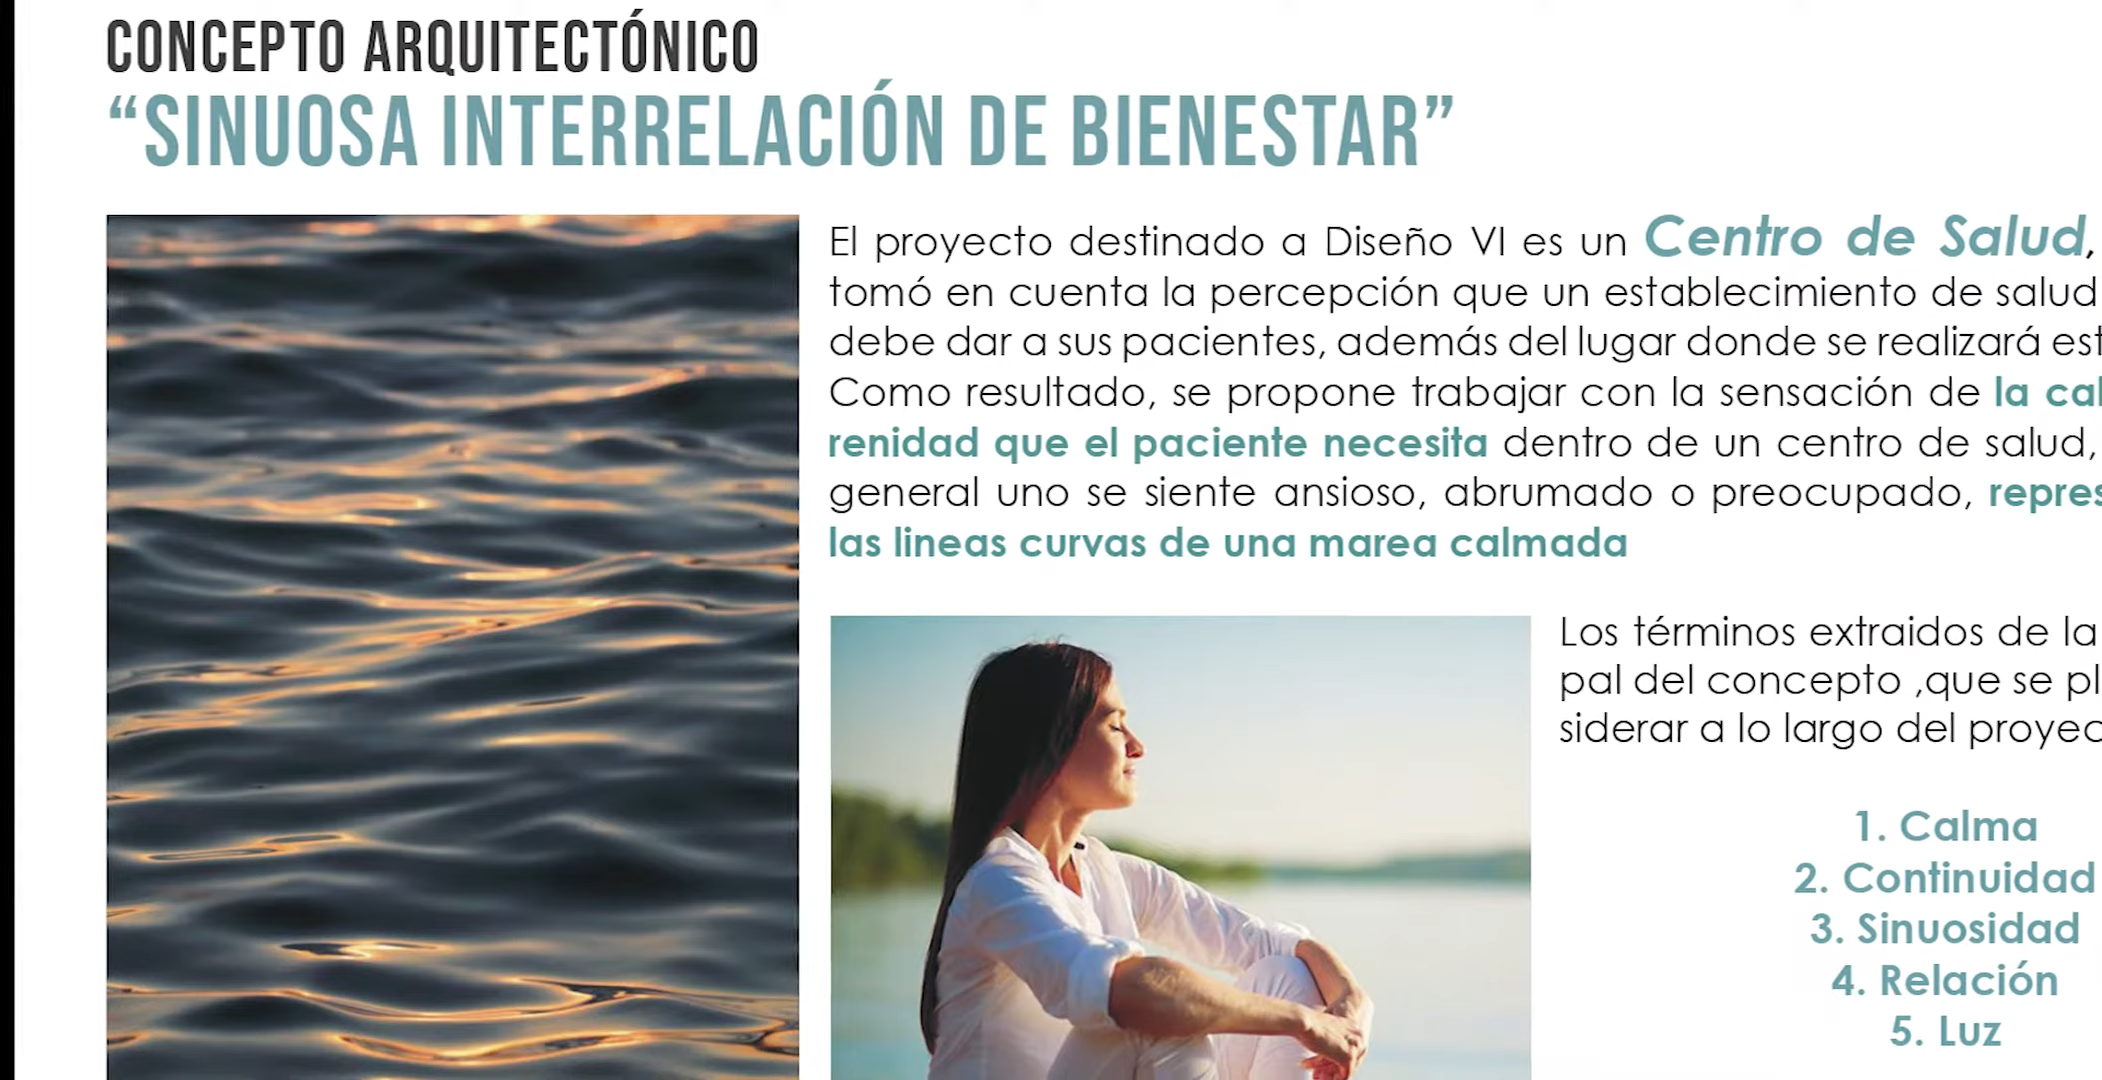 CONCEPTO ARQUITECTÓNICO
“SINUOSA INTERRELACIÓN DE BIENESTAR”
El proyecto destinado a Diseño VI es un Centro de Salud,
tomó en cuenta la percepción que un establecimiento de salud
debe dar a sus pacientes, además del lugar donde se realizará
Como resultado, se propone trabajar con la sensación de la
renidad que el paciente necesita dentro de un centro de salud,
general uno se siente ansioso, abrumado o preocupado,
las lineas curvas de una marea calmada
Los términos extraidos de la
pal del concepto ,que se
siderar a lo largo del
1. Calma
2. Continuidad
3. Sinuosidad
4. Relación
5. Luz